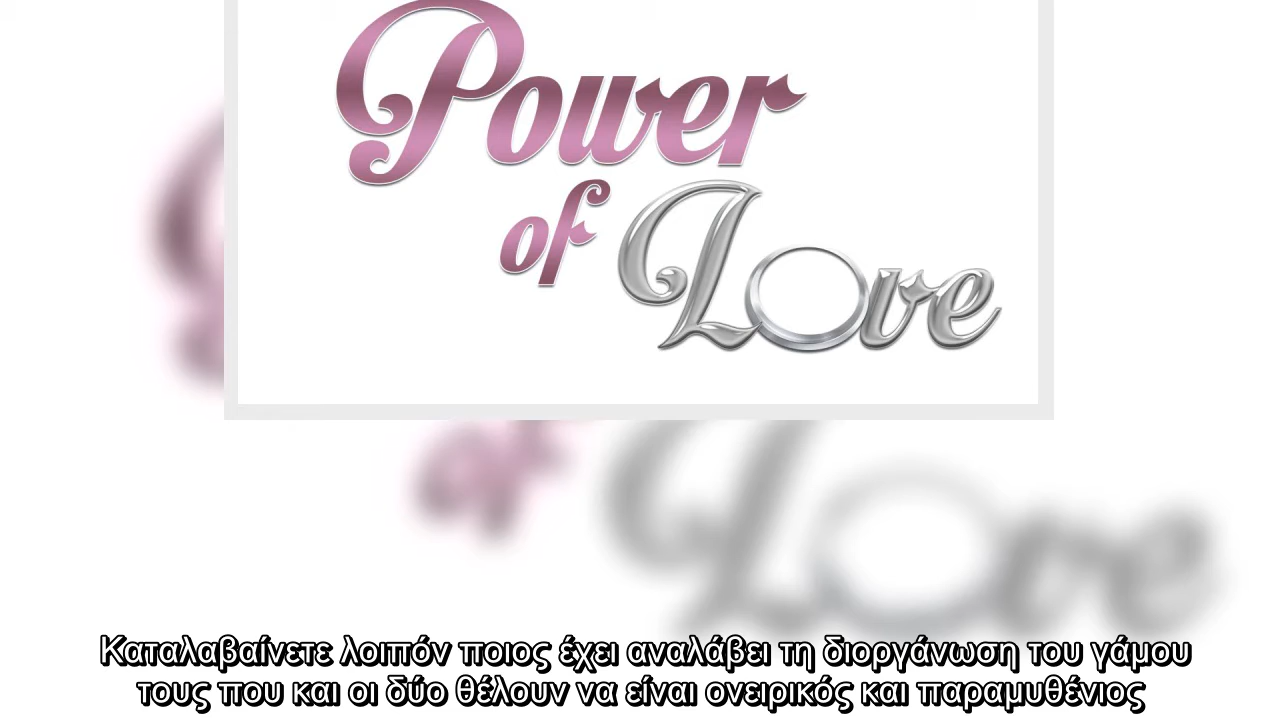 Power
of Love
Καταλαβαίνετε λοιπόν ποιος έχει αναλάβει τη διοργάνωση του γάμου
τους που και οι δύο θέλουν να είναι ονειρικός και παραμυθένιος